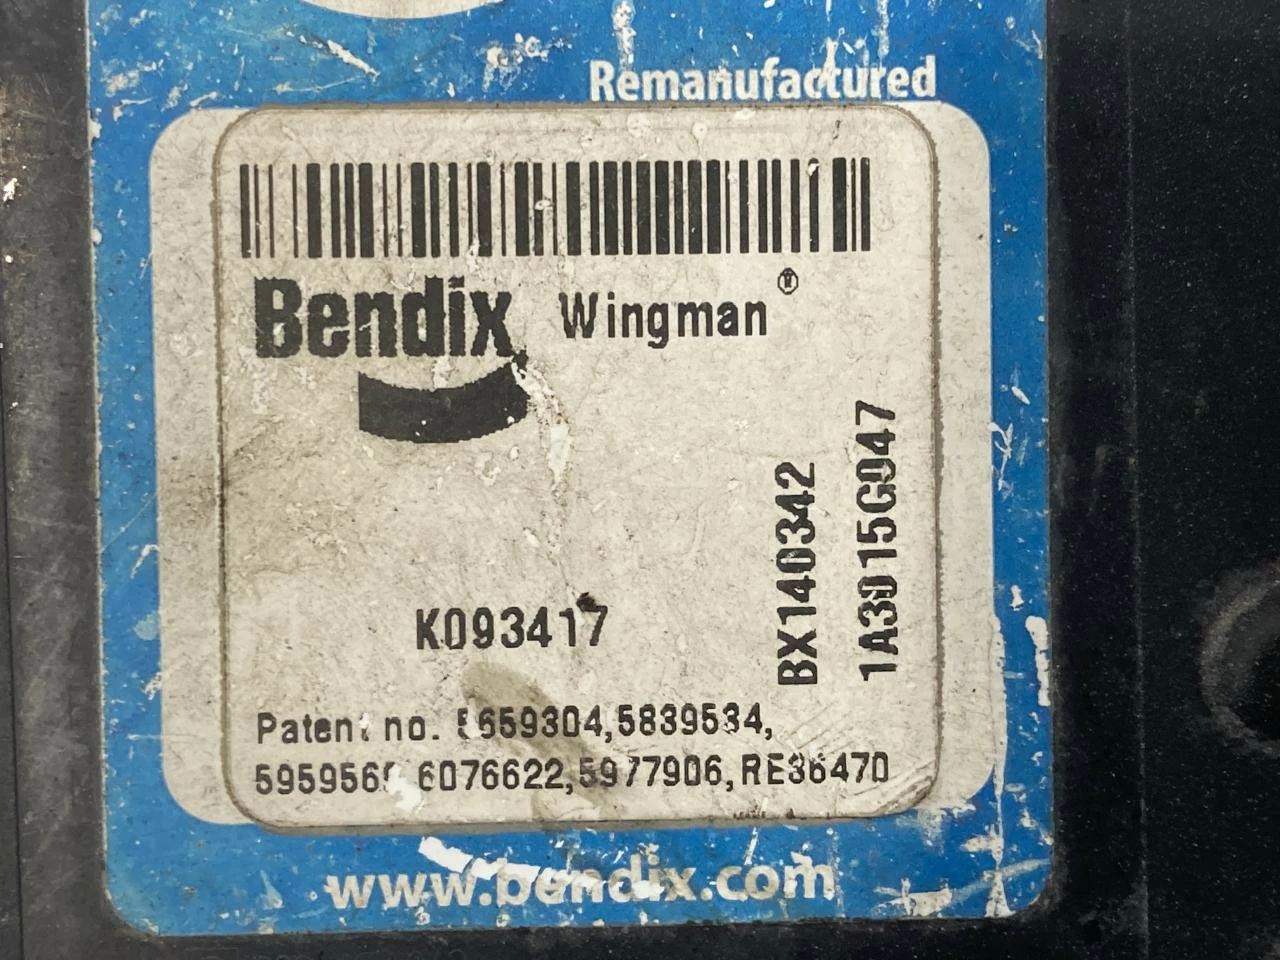 Remanufactured
Bendix Wingman®
BX140342
1A3015G047
K093417
Patent no. 5659304,5839534,
6076622,5977906,RE36470
www.bendix.com